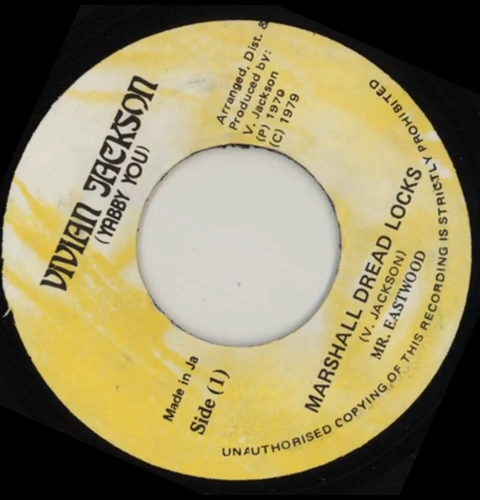 VIVIAN JACKSON
(YABBY YOU)
Arranged, Dist. &
Produced by:
V. Jackson
(P) 1979
(C) 1979
Made in Ja
Side (1)
MARSHALL DREAD LOCKS
(V. JACKSON)
MR. EASTWOOD
UNAUTHORISED COPYING OF THIS RECORDING IS STRICTLY PROHIBITED